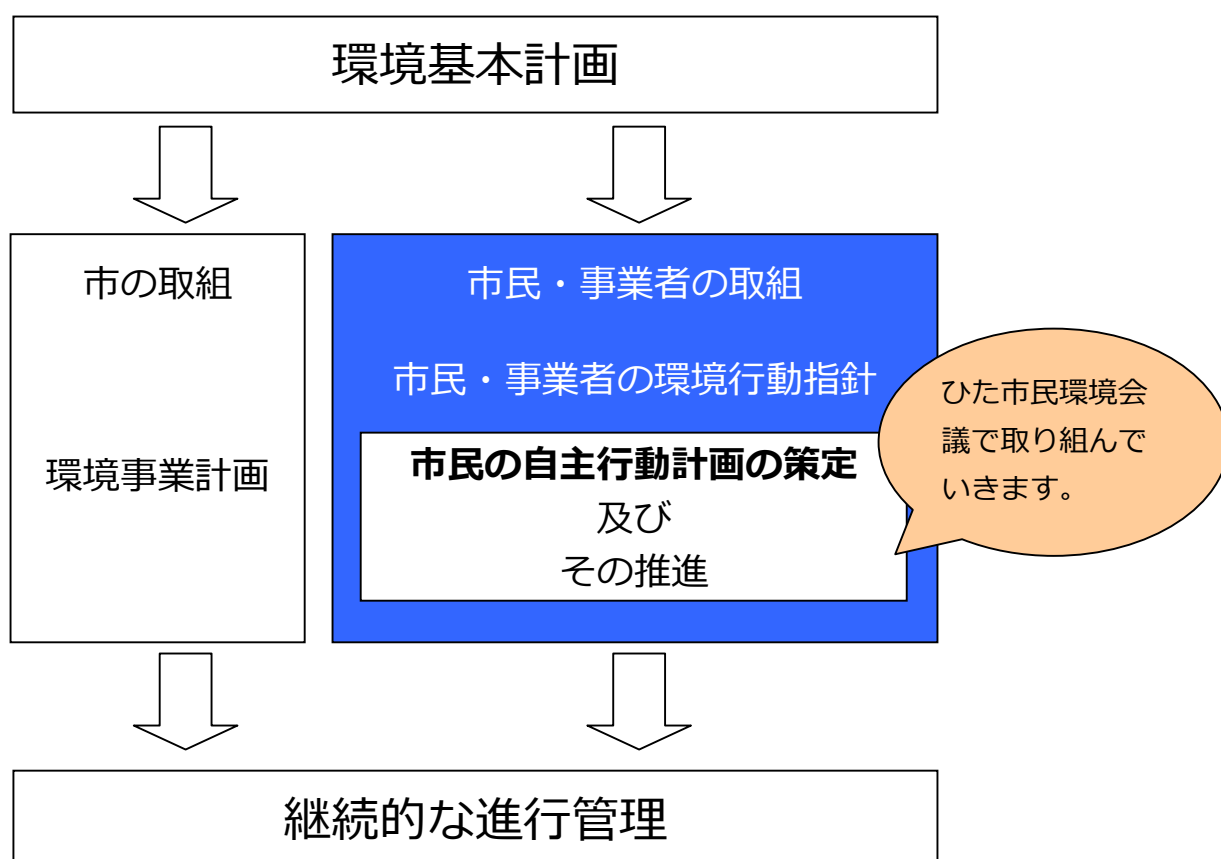 環境基本計画
市の取組
環境事業計画
市民・事業者の取組
市民・事業者の環境行動指針
市民の自主行動計画の策定
及び
その推進
ひた市民環境会
議で取り組んで
いきます。
継続的な進行管理